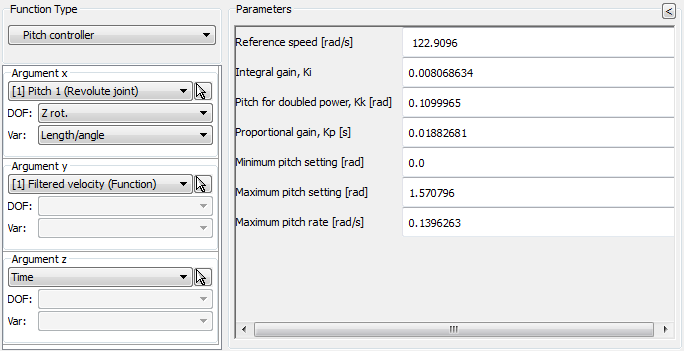 Function Type
Pitch controller
Argument x
[1] Pitch 1 (Revolute joint)
DOF: Z rot.
Var: Length/angle
Argument y
[1] Filtered velocity (Function)
DOF:
Var:
Argument z
Time
DOF:
Var:
Parameters
<
Reference speed [rad/s] 122.9096
Integral gain, Ki 0.008068634
Pitch for doubled power, Kk [rad] 0.1099965
Proportional gain, Kp [s] 0.01882681
Minimum pitch setting [rad] 0.0
Maximum pitch setting [rad] 1.570796
Maximum pitch rate [rad/s] 0.1396263